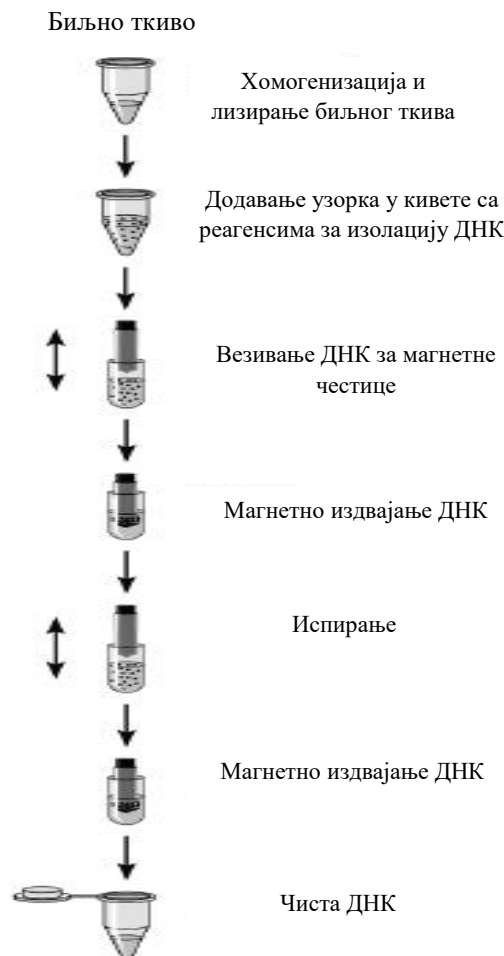 Биљно ткиво
Хомогенизација и
лизирање биљног ткива
Додавање узорка у кивете са
реагенсима за изолацију ДНК
Везивање ДНК за магнетне
честице
Магнетно издвајање ДНК
Испирање
Магнетно издвајање ДНК
Чиста ДНК